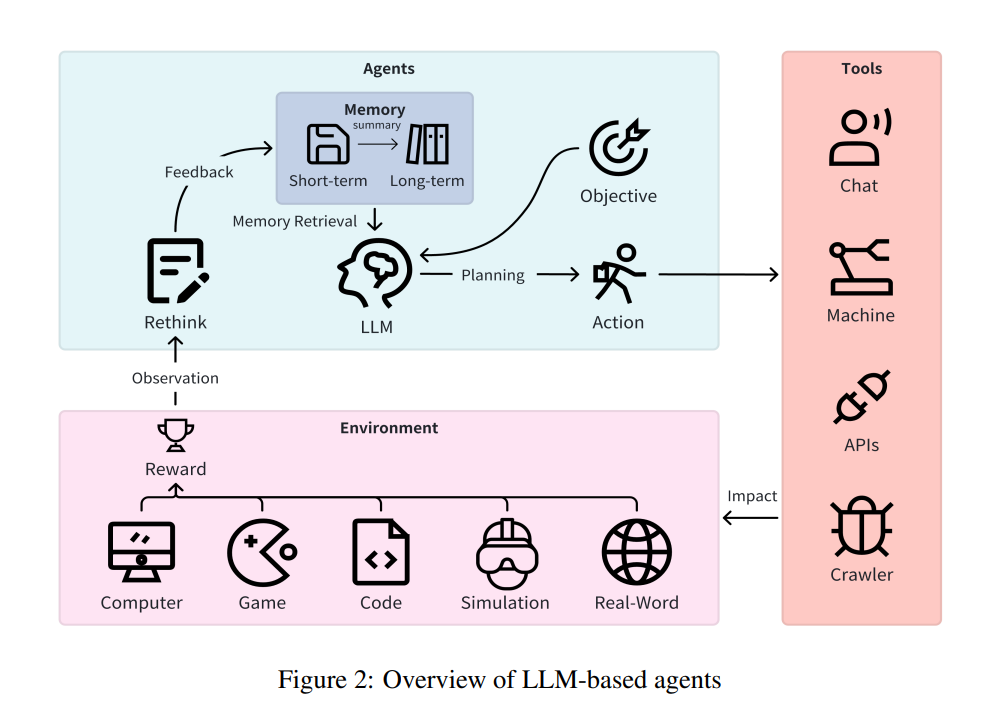 Agents
Memory
summary
Short-term
Long-term
Feedback
Memory Retrieval
Objective
Rethink
LLM
Planning
Action
Observation
Environment
Reward
Computer
Game
Code
Simulation
Real-Word
Tools
Chat
Machine
APIs
Crawler
Impact
Figure 2: Overview of LLM-based agents